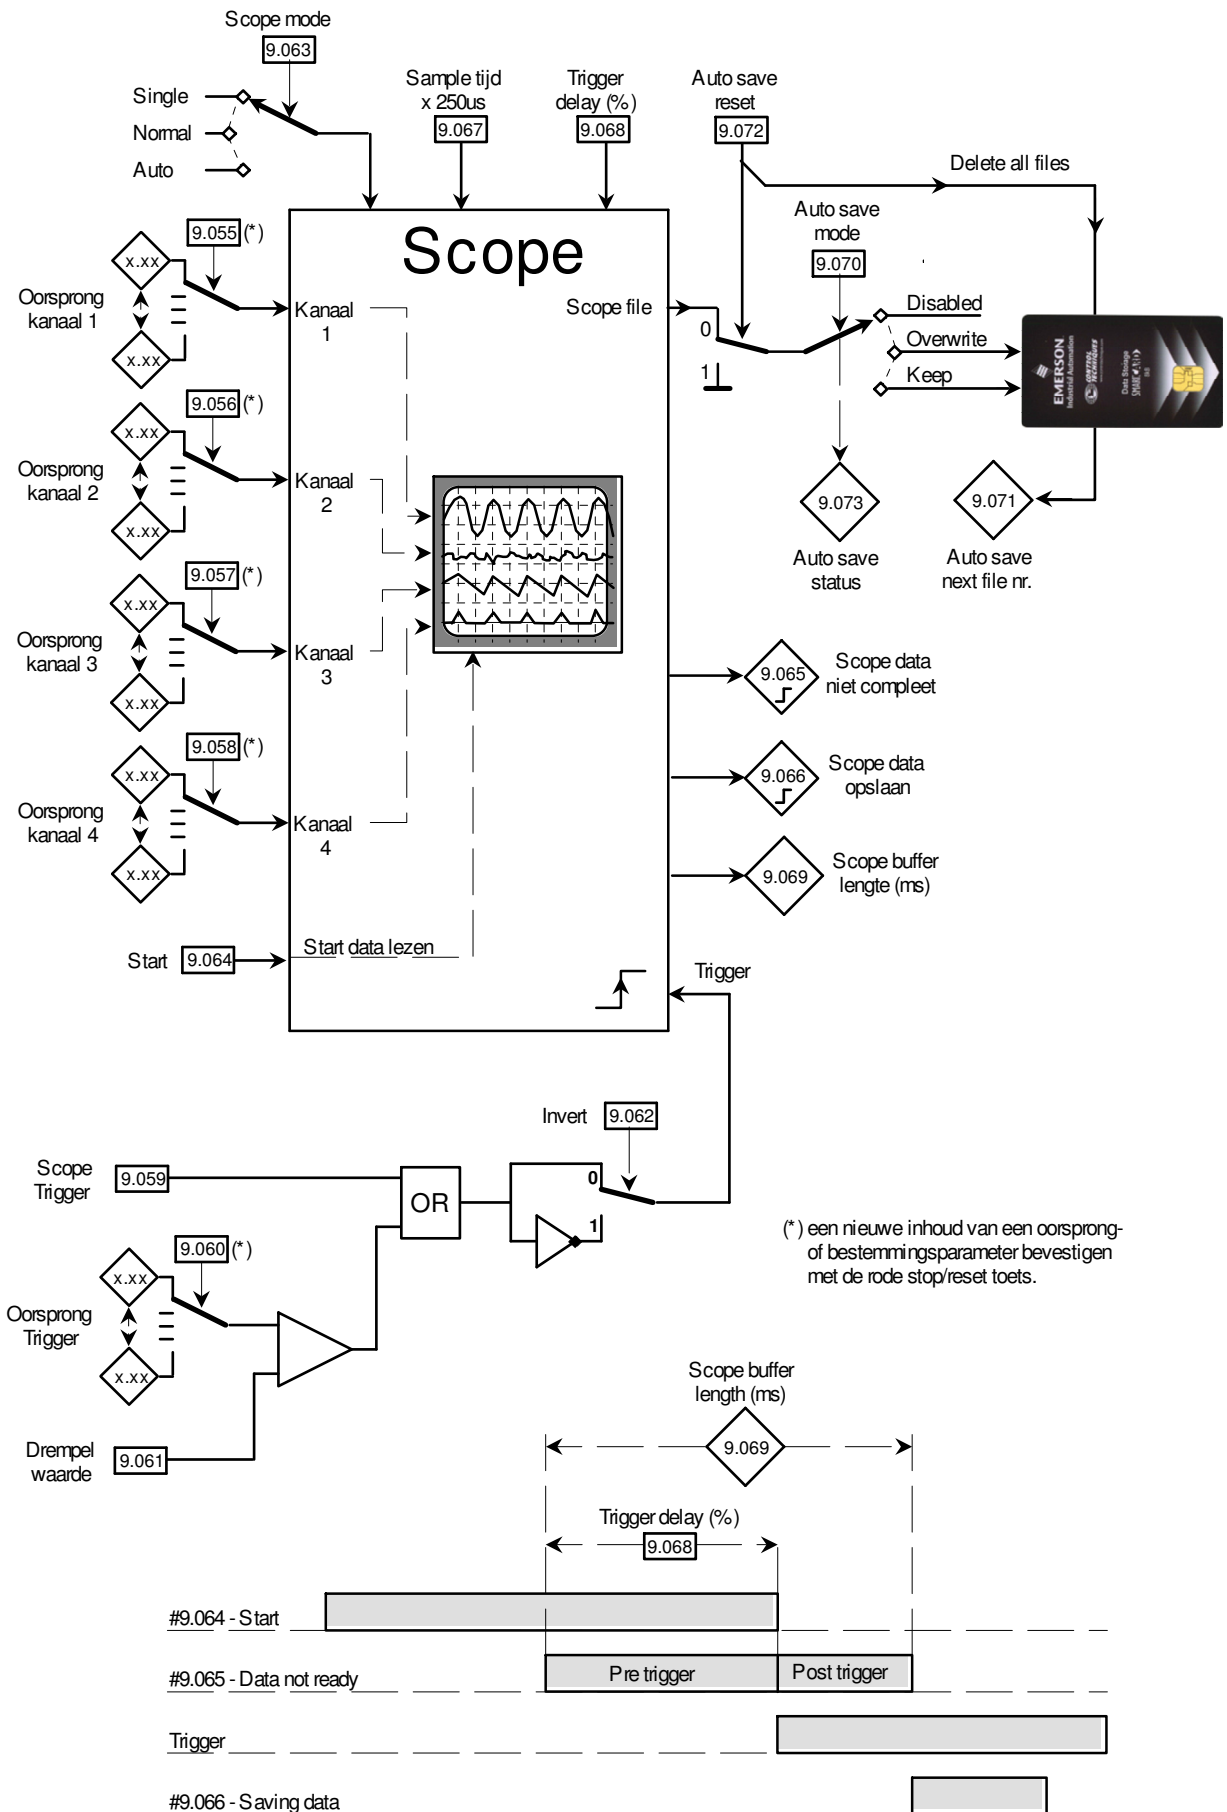 Scope mode
9.063
Single
Normal
Auto
Sample tijd
x 250us
9.067
Trigger
delay (%)
9.068
Auto save
reset
9.072
Delete all files
Auto save
mode
9.070
Scope
Scope file
0
1
Disabled
Overwrite
Keep
EMERSON
Industrial Automation
CONTROL
TECHNIQUES
Data Storage
SMARTCARD
9.073
Auto save
status
9.071
Auto save
next file nr.
9.055 (*)
x.xx
Oorsprong
kanaal 1
x.xx
Kanaal
1
9.056 (*)
x.xx
Oorsprong
kanaal 2
x.xx
Kanaal
2
9.057 (*)
x.xx
Oorsprong
kanaal 3
x.xx
Kanaal
3
9.058 (*)
x.xx
Oorsprong
kanaal 4
x.xx
Kanaal
4
9.065
Scope data
niet compleet
9.066
Scope data
opslaan
9.069
Scope buffer
lengte (ms)
Start
9.064
Start data lezen
Trigger
Invert
9.062
Scope
Trigger
9.059
OR
0
1
9.060 (*)
x.xx
Oorsprong
Trigger
x.xx
Drempel
waarde
9.061
(*) een nieuwe inhoud van een oorsprong-
of bestemmingsparameter bevestigen
met de rode stop/reset toets.
Scope buffer
length (ms)
9.069
Trigger delay (%)
9.068
#9.064 - Start
#9.065 - Data not ready
Pre trigger
Post trigger
Trigger
#9.066 - Saving data